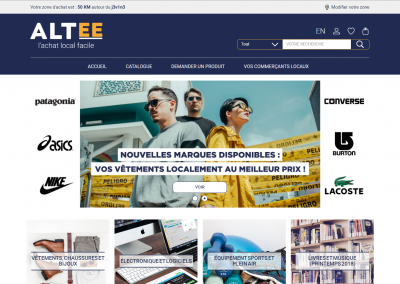 Votre zone d'achat est : 50 KM autour du j3v1n3
Modifier votre zone
ALTEE
l'achat local facile
EN
Tout
VOTRE RECHERCHE
ACCUEIL
CATALOGUE
DEMANDER UN PRODUIT
VOS COMMERÇANTS LOCAUX
patagonia
CONVERSE
asics
BURTON
NIKE
LACOSTE
PELIGRO
PELIGRO
NOUVELLES MARQUES DISPONIBLES :
VOS VÊTEMENTS LOCALEMENT AU MEILLEUR PRIX !
VOIR
VÊTEMENTS, CHAUSSURES ET
BIJOUX
ÉLECTRONIQUE ET LOGICIELS
ÉQUIPEMENT SPORTS ET
PLEIN AIR
LIVRES ET MUSIQUE
(PRINTEMPS 2018)